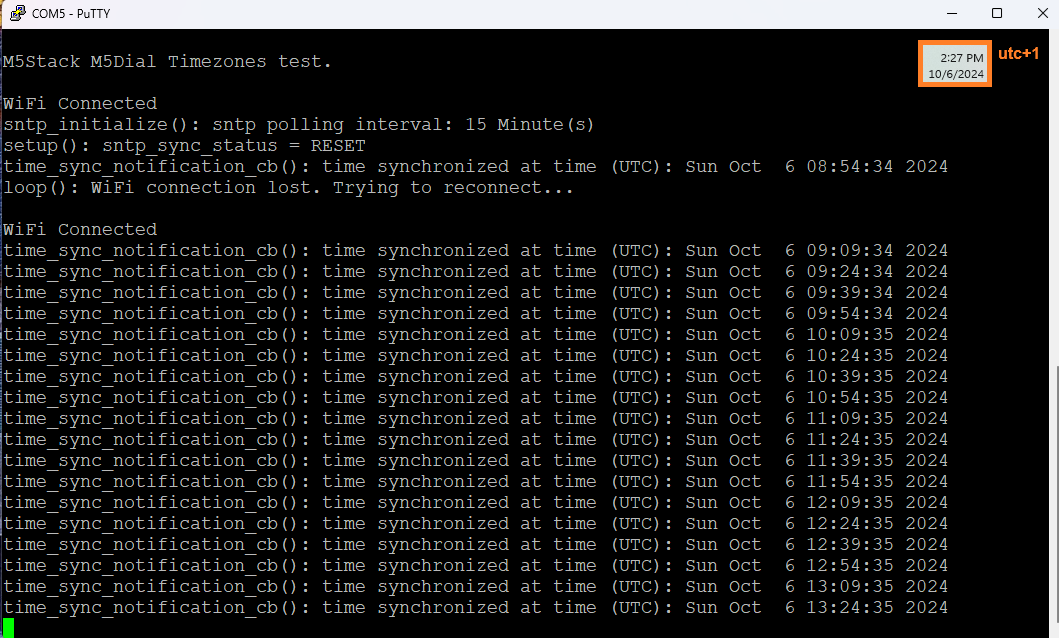 COM5 - PuTTY
M5Stack M5Dial Timezones test.
2:27 PM
10/6/2024
utc+1
WiFi Connected
sntp_initialize(): sntp polling interval: 15 Minute(s)
setup(): sntp_sync_status = RESET
time_sync_notification_cb(): time synchronized at time (UTC): Sun Oct  6 08:54:34 2024
loop(): WiFi connection lost. Trying to reconnect...
WiFi Connected
time_sync_notification_cb(): time synchronized at time (UTC): Sun Oct  6 09:09:34 2024
time_sync_notification_cb(): time synchronized at time (UTC): Sun Oct  6 09:24:34 2024
time_sync_notification_cb(): time synchronized at time (UTC): Sun Oct  6 09:39:34 2024
time_sync_notification_cb(): time synchronized at time (UTC): Sun Oct  6 09:54:34 2024
time_sync_notification_cb(): time synchronized at time (UTC): Sun Oct  6 10:09:35 2024
time_sync_notification_cb(): time synchronized at time (UTC): Sun Oct  6 10:24:35 2024
time_sync_notification_cb(): time synchronized at time (UTC): Sun Oct  6 10:39:35 2024
time_sync_notification_cb(): time synchronized at time (UTC): Sun Oct  6 10:54:35 2024
time_sync_notification_cb(): time synchronized at time (UTC): Sun Oct  6 11:09:35 2024
time_sync_notification_cb(): time synchronized at time (UTC): Sun Oct  6 11:24:35 2024
time_sync_notification_cb(): time synchronized at time (UTC): Sun Oct  6 11:39:35 2024
time_sync_notification_cb(): time synchronized at time (UTC): Sun Oct  6 11:54:35 2024
time_sync_notification_cb(): time synchronized at time (UTC): Sun Oct  6 12:09:35 2024
time_sync_notification_cb(): time synchronized at time (UTC): Sun Oct  6 12:24:35 2024
time_sync_notification_cb(): time synchronized at time (UTC): Sun Oct  6 12:39:35 2024
time_sync_notification_cb(): time synchronized at time (UTC): Sun Oct  6 12:54:35 2024
time_sync_notification_cb(): time synchronized at time (UTC): Sun Oct  6 13:09:35 2024
time_sync_notification_cb(): time synchronized at time (UTC): Sun Oct  6 13:24:35 2024